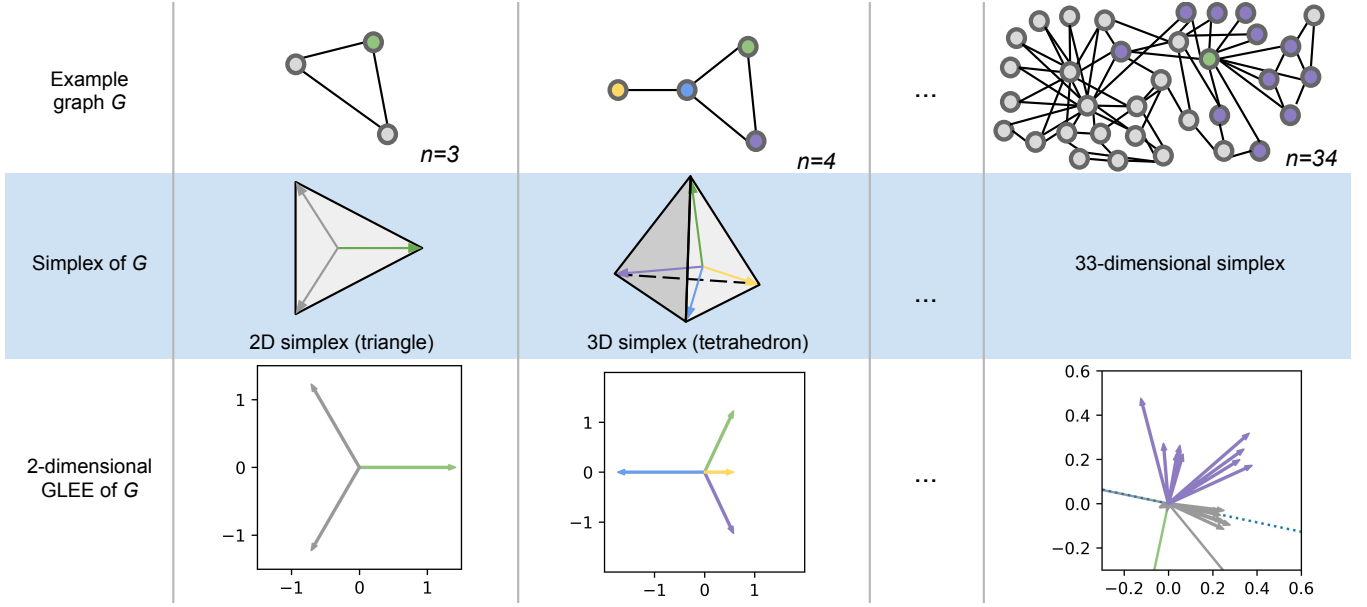 Example
graph G
n=3
n=4
...
n=34
Simplex of G
2D simplex (triangle)
3D simplex (tetrahedron)
...
33-dimensional simplex
2-dimensional
GLEE of G
1
0
−1
−1
0
1
1
0
−1
−1
0
1
...
0.6
0.4
0.2
0.0
−0.2
−0.2
0.0
0.2
0.4
0.6